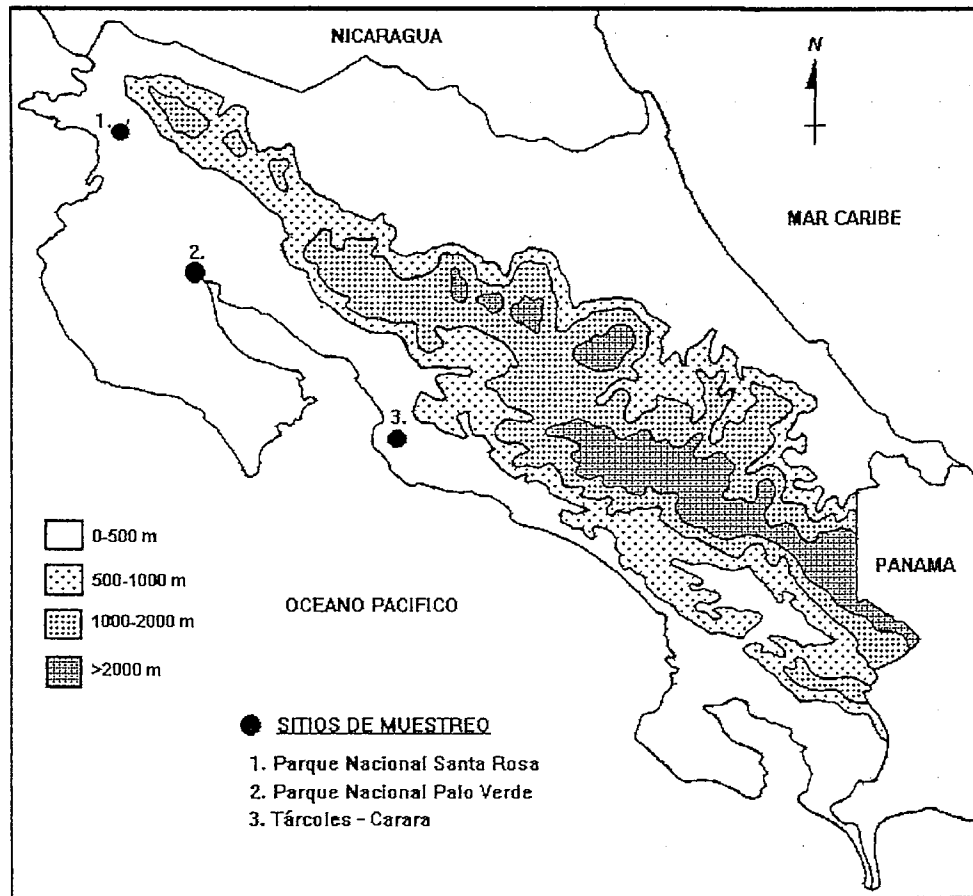 NICARAGUA
N
1.
MAR CARIBE
2.
3.
0-500 m
500-1000 m
1000-2000 m
>2000 m
OCEANO PACIFICO
PANAMA
SITIOS DE MUESTREO
1. Parque Nacional Santa Rosa
2. Parque Nacional Palo Verde
3. Tárcoles - Carara